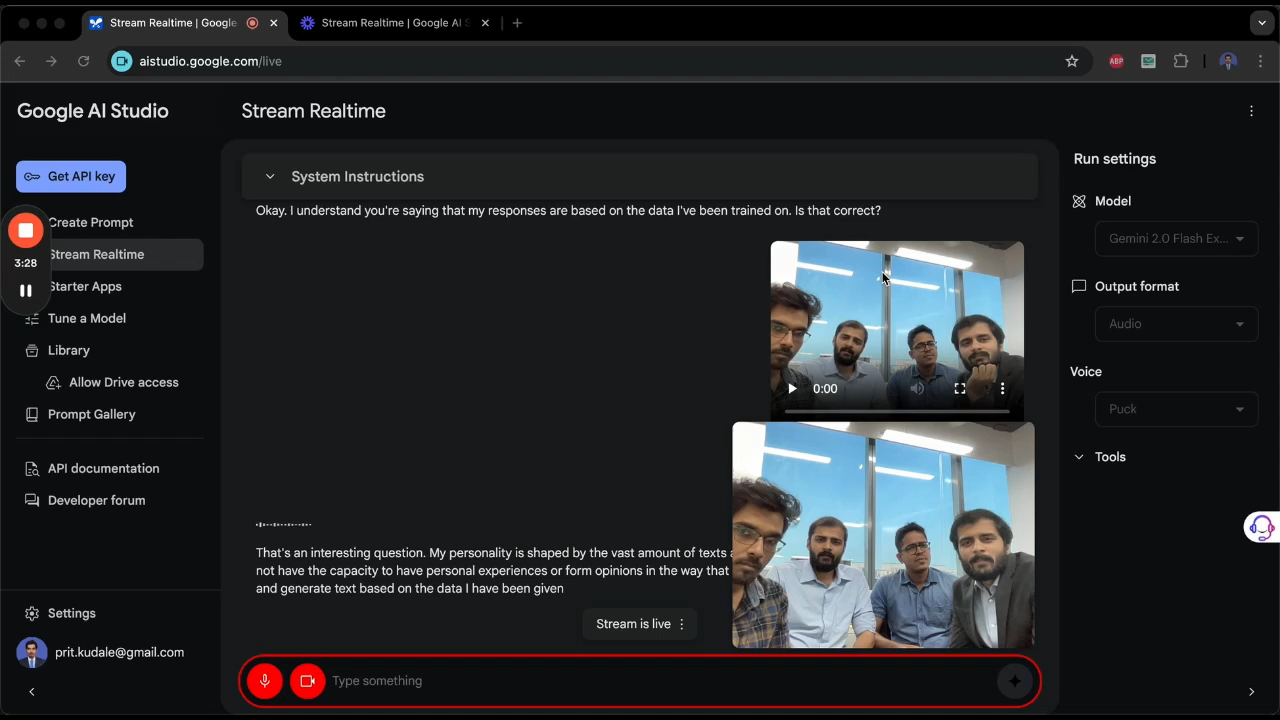 Stream Realtime | Google
Stream Realtime | Google AI S
aistudio.google.com/live
ABP
Google AI Studio
Stream Realtime
Get API key
3:28
Create Prompt
Stream Realtime
Starter Apps
Tune a Model
Library
Allow Drive access
Prompt Gallery
API documentation
Developer forum
Settings
prit.kudale@gmail.com
System Instructions
Okay. I understand you're saying that my responses are based on the data I've been trained on. Is that correct?
0:00
That's an interesting question. My personality is shaped by the vast amount of texts
not have the capacity to have personal experiences or form opinions in the way that
and generate text based on the data I have been given
Stream is live
Type something
Run settings
Model
Gemini 2.0 Flash Ex...
Output format
Audio
Voice
Puck
Tools